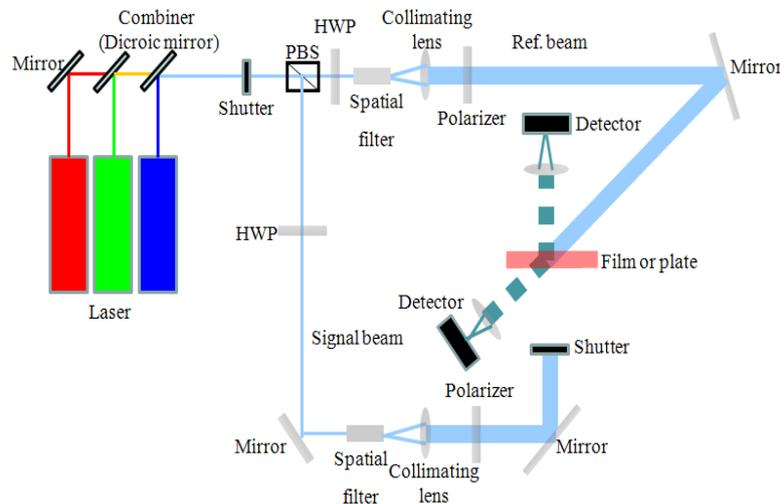 Combiner
(Dicroic mirror)
Mirror
HWP
Collimating
lens
Ref. beam
PBS
Mirror
Shutter
Spatial
filter
Polarizer
Detector
HWP
Film or plate
Detector
Laser
Signal beam
Shutter
Polarizer
Mirror
Spatial
filter
Collimating
lens
Mirror